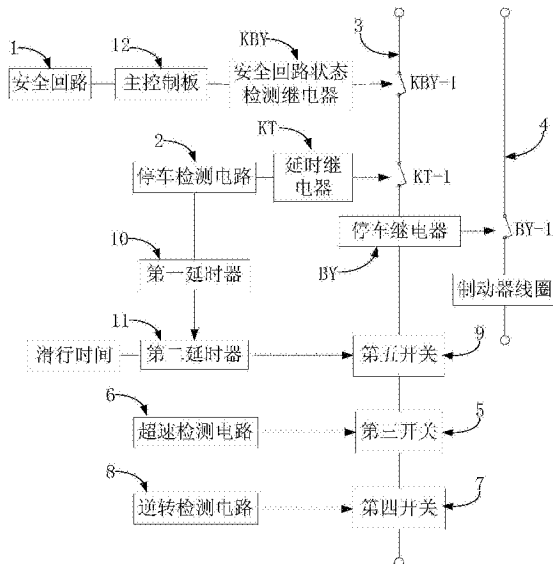 1
12
KBY
3
安全回路
主控制板
安全回路状态
检测继电器
KBY-1
2
KT
4
停车检测电路
延时继
电器
KT-1
10
停车继电器
BY-1
第一延时器
BY
制动器线圈
11
9
滑行时间
第二延时器
第五开关
6
5
超速检测电路
第三开关
8
7
逆转检测电路
第四开关